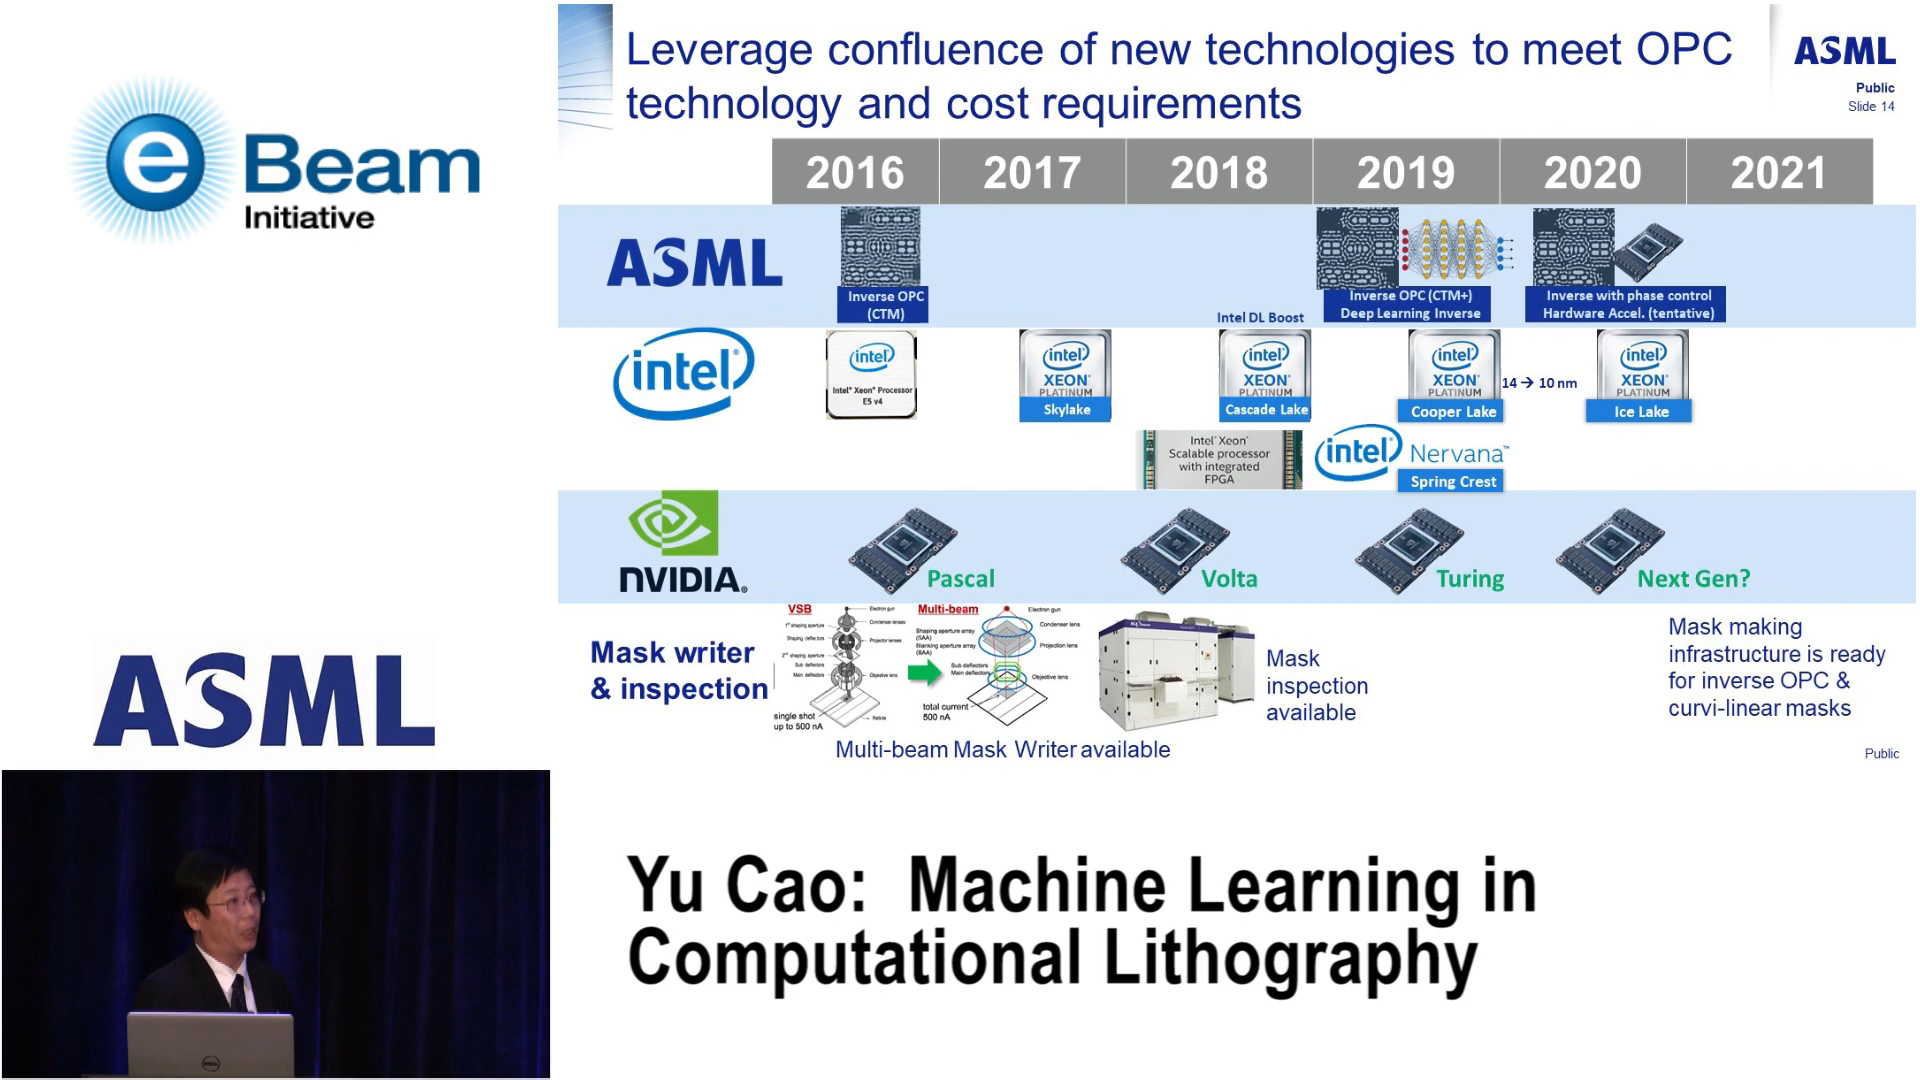 e Beam
Initiative
Leverage confluence of new technologies to meet OPC
technology and cost requirements
ASML
Public
Slide 14
2016 2017 2018 2019 2020 2021
ASML
Inverse OPC
(CTM)
Intel DL Boost
Inverse OPC (CTM+)
Deep Learning Inverse
Inverse with phase control
Hardware Accel. (tentative)
intel
intel
Intel® Xeon® Processor
E5 v4
intel
XEON®
PLATINUM
Skylake
intel
XEON®
PLATINUM
Cascade Lake
intel
XEON®
PLATINUM
Cooper Lake
14 → 10 nm
intel
XEON®
PLATINUM
Ice Lake
Intel® Xeon®
Scalable processor
with integrated
FPGA
intel Nervana™
Spring Crest
NVIDIA.
Pascal
Volta
Turing
Next Gen?
Mask writer
& inspection
VSB
Electron gun
Condenser lenses
1st shaping aperture
Shaping deflectors
Projector lenses
2nd shaping aperture
Sub deflectors
Main deflectors
Objective lens
Reticle
single shot
up to 500 nA
Multi-beam
Electron gun
Condenser lens
Shaping aperture array
(SAA)
Blanking aperture array
(BAA)
Projection lens
Sub deflectors
Main deflectors
Objective lens
total current
500 nA
Multi-beam Mask Writer available
Mask
inspection
available
Mask making
infrastructure is ready
for inverse OPC &
curvi-linear masks
Public
ASML
DELL
Yu Cao: Machine Learning in
Computational Lithography